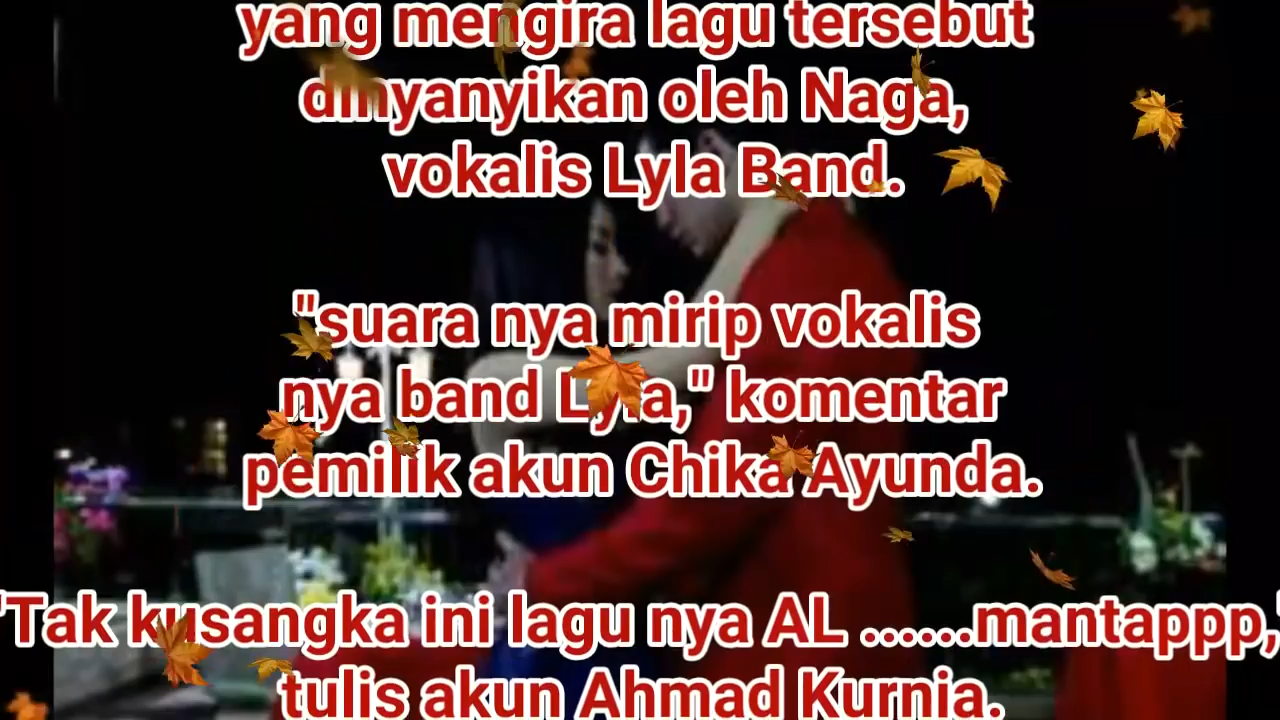 yang mengira lagu tersebut
dinyanyikan oleh Naga,
vokalis Lyla Band.
"suara nya mirip vokalis
nya band Lyla," komentar
pemilik akun Chika Ayunda.
"Tak kusangka ini lagu nya AL ......mantappp,"
tulis akun Ahmad Kurnia.